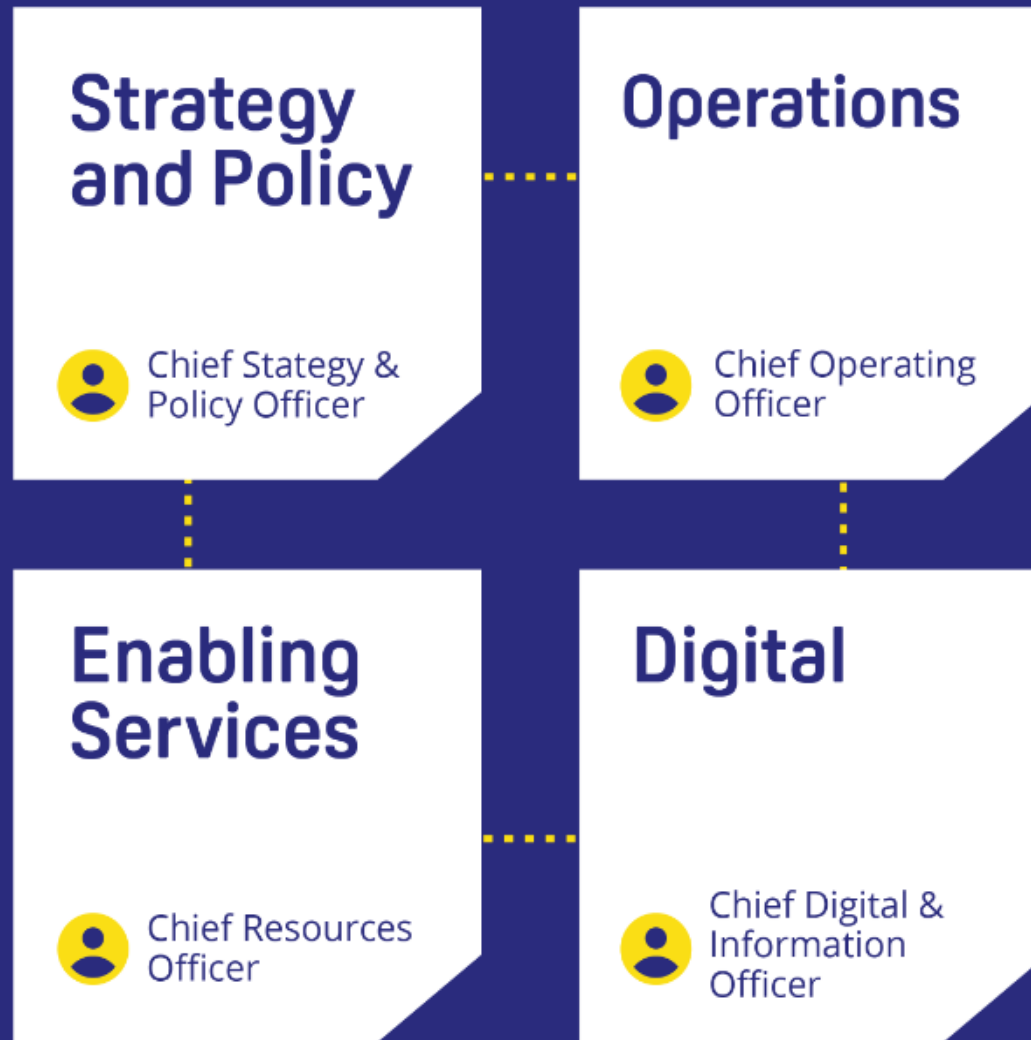 Strategy
and Policy
Chief Stategy &
Policy Officer
Operations
Chief Operating
Officer
Enabling
Services
Chief Resources
Officer
Digital
Chief Digital &
Information
Officer